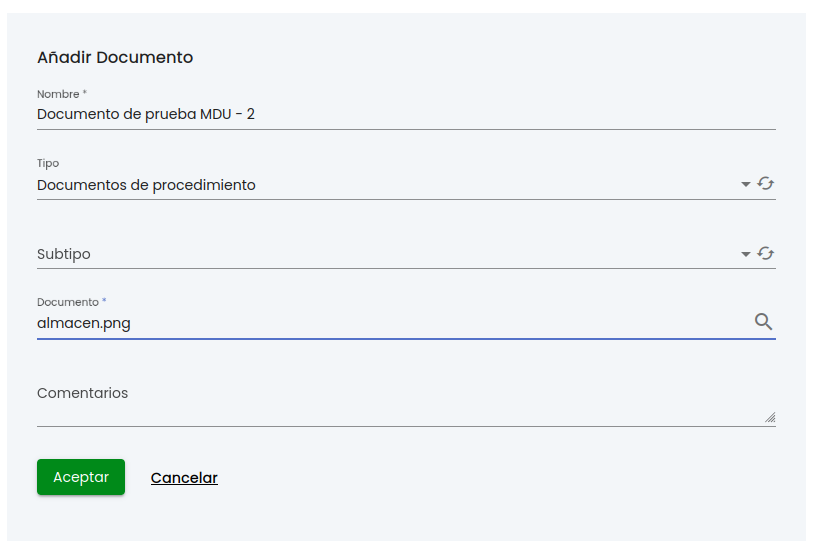 Añadir Documento
Nombre *
Documento de prueba MDU - 2
Tipo
Documentos de procedimiento
Subtipo
Documento *
almacen.png
Comentarios
Aceptar Cancelar